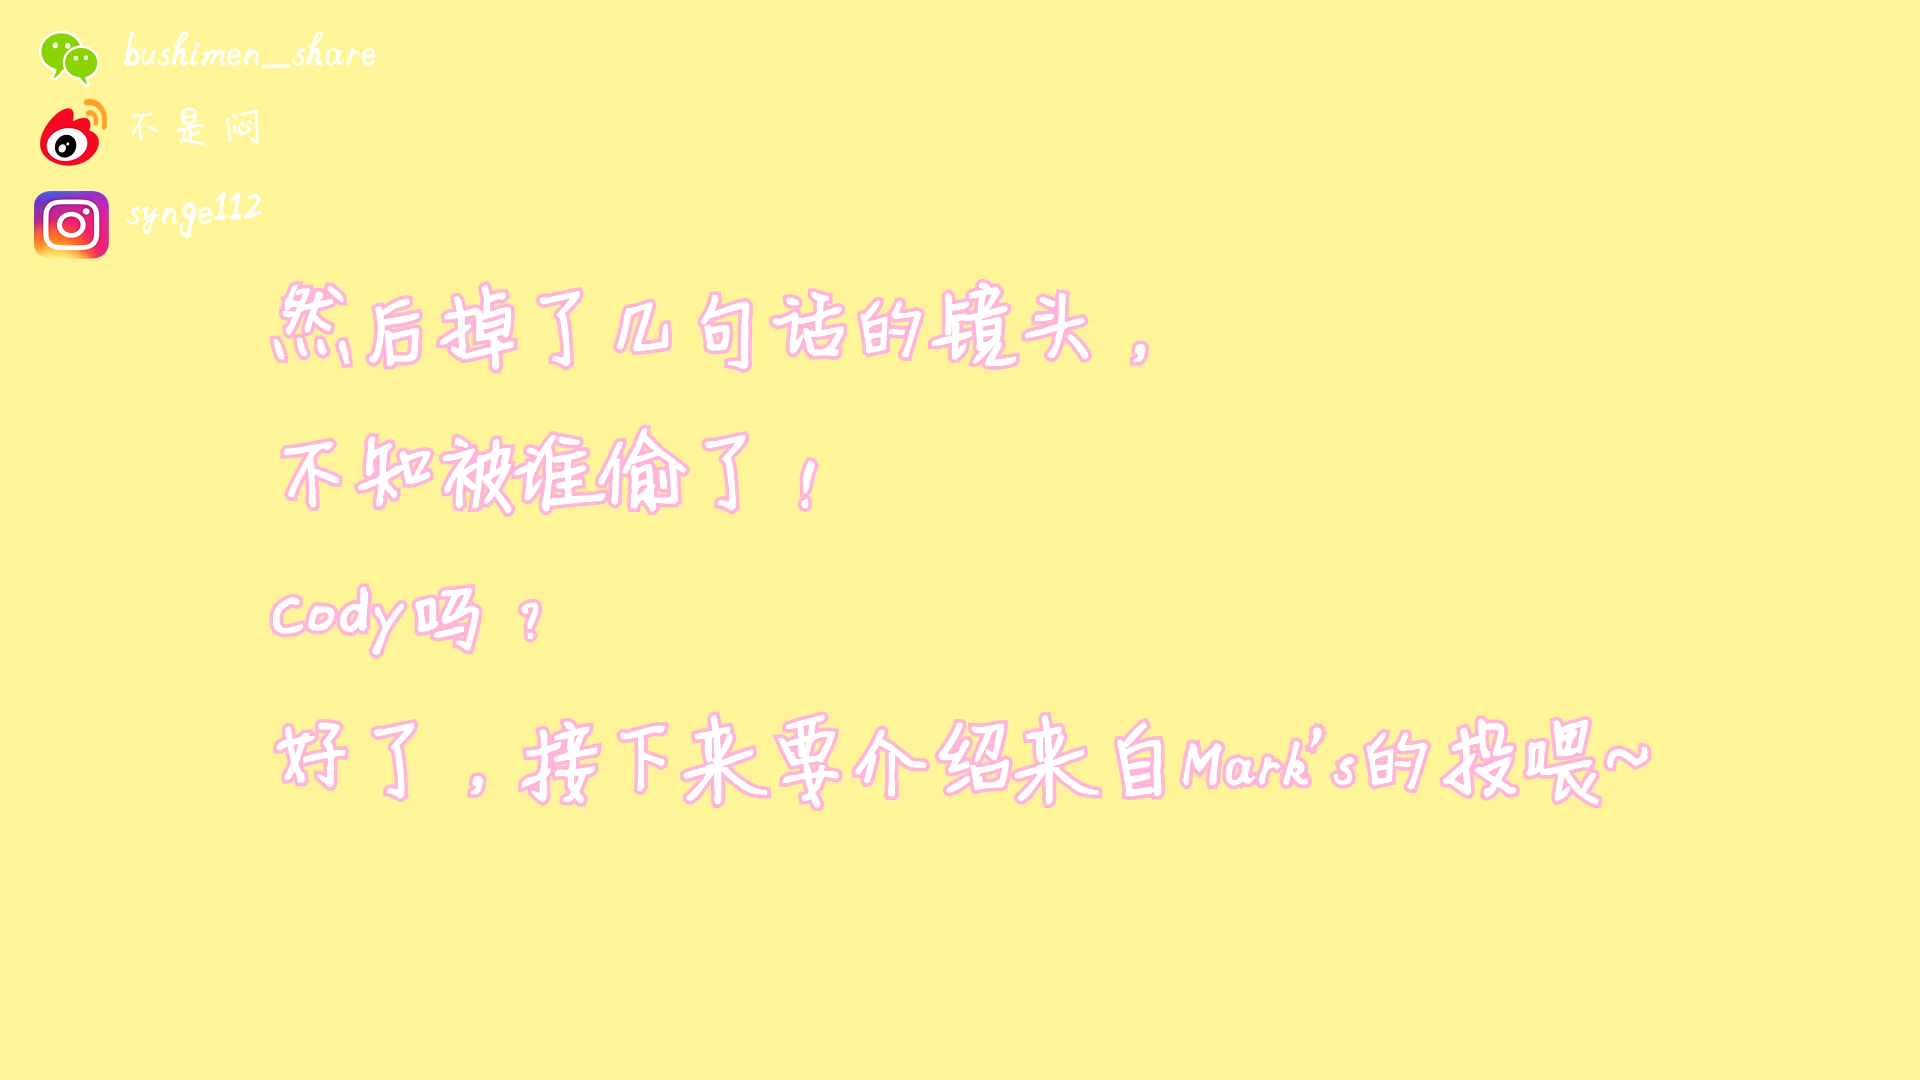 bushimen_share
不是闷
synge112
然后掉了几句话的镜头，
不知被谁偷了！
Cody吗？
好了，接下来要介绍来自Mark's的投喂~